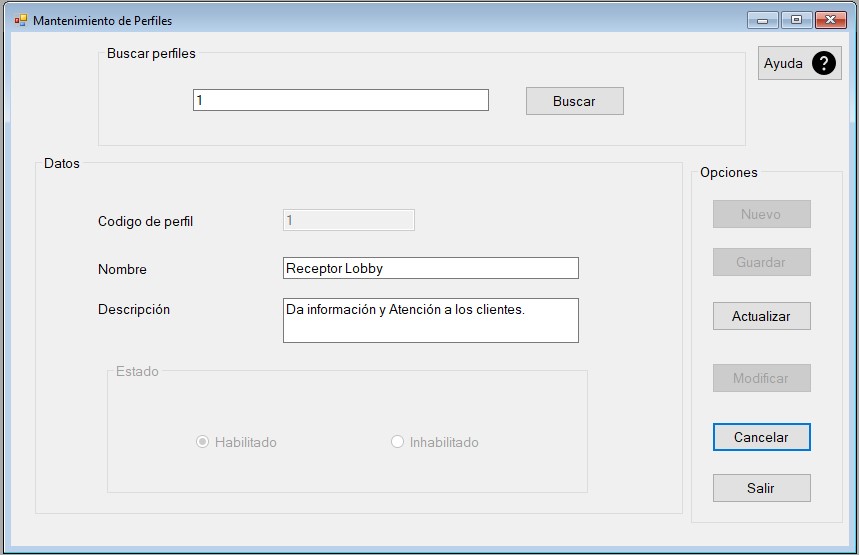 Mantenimiento de Perfiles
Buscar perfiles
Ayuda ?
1
Buscar
Datos
Opciones
Codigo de perfil
1
Nuevo
Nombre
Receptor Lobby
Guardar
Descripción
Da información y Atención a los clientes.
Actualizar
Estado
Modificar
Habilitado
Inhabilitado
Cancelar
Salir